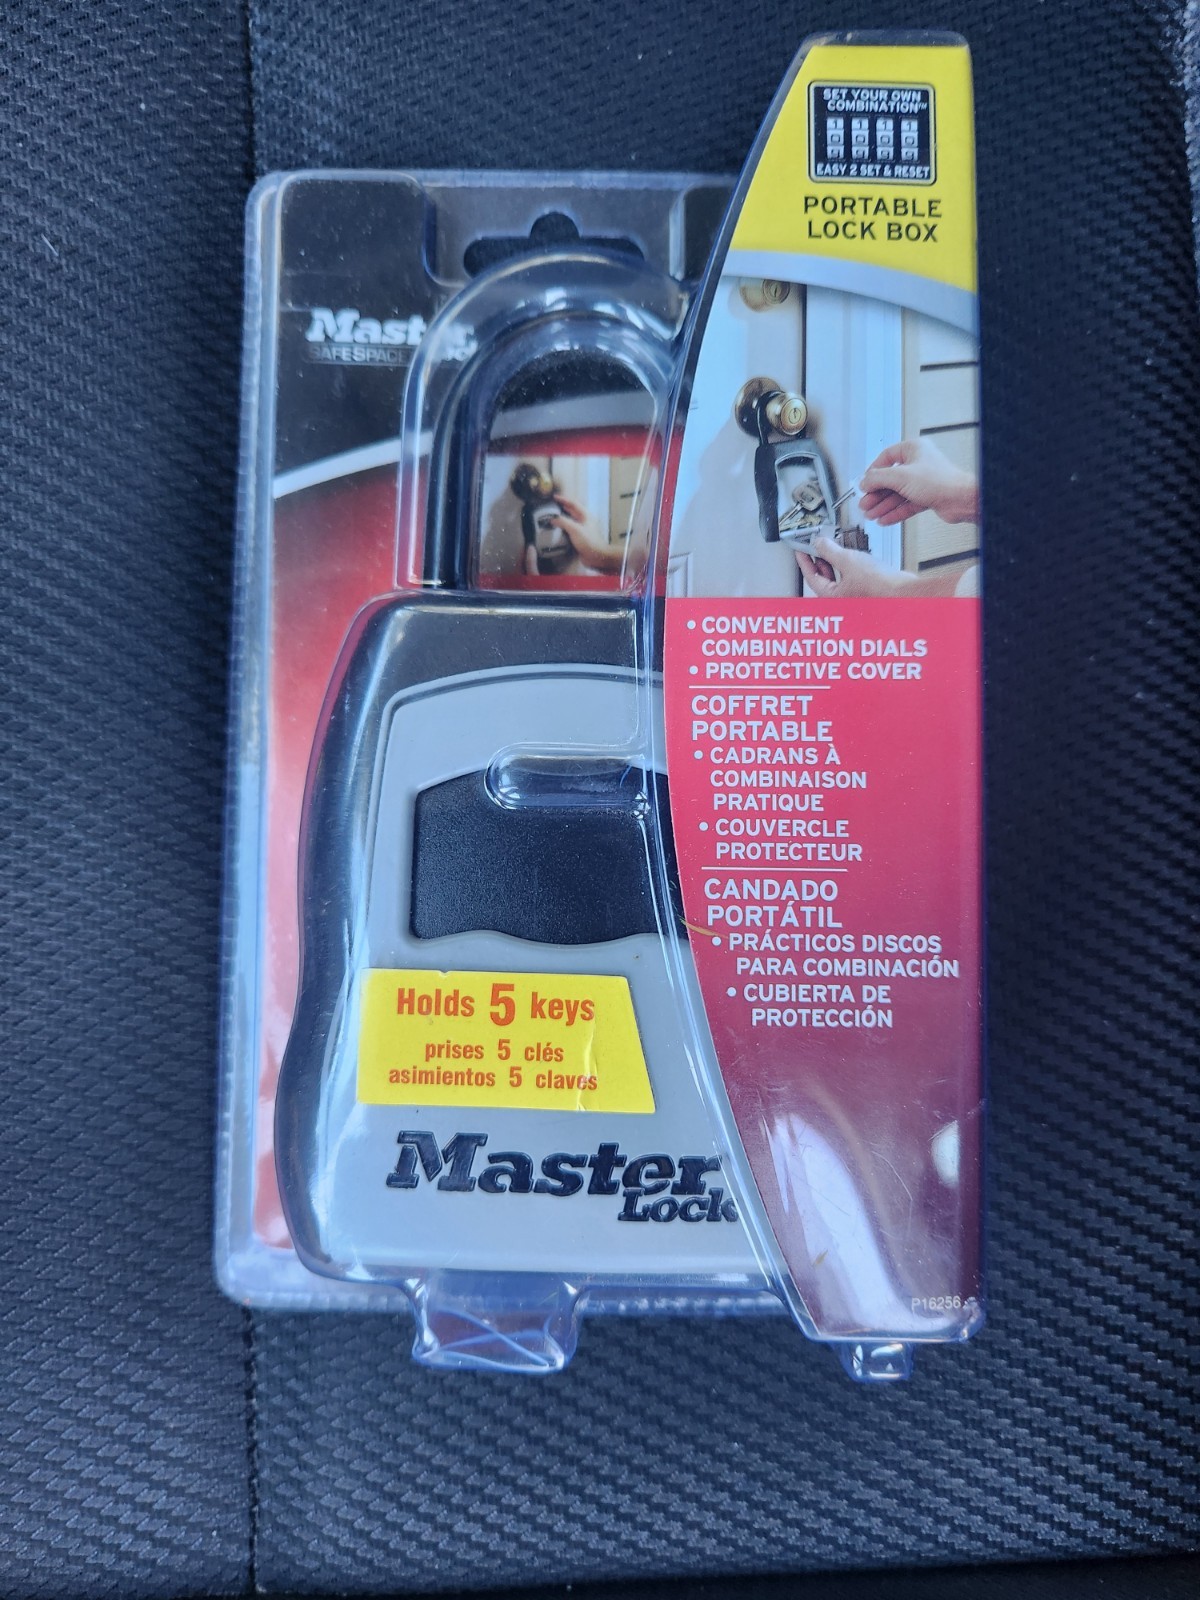 SET YOUR OWN
COMBINATION™
EASY 2 SET & RESET
PORTABLE
LOCK BOX
Master
SAFESPACE
• CONVENIENT
COMBINATION DIALS
• PROTECTIVE COVER
COFFRET
PORTABLE
• CADRANS À
COMBINAISON
PRATIQUE
• COUVERCLE
PROTECTEUR
CANDADO
PORTÁTIL
• PRÁCTICOS DISCOS
PARA COMBINACIÓN
• CUBIERTA DE
PROTECCIÓN
Holds 5 keys
prises 5 clés
asimientos 5 claves
Master
Lock
P16256